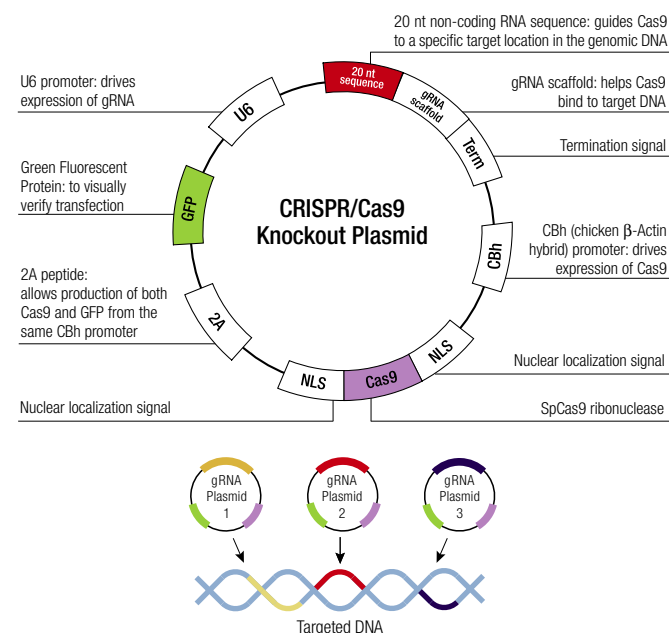 20 nt non-coding RNA sequence: guides Cas9
to a specific target location in the genomic DNA
U6 promoter: drives
expression of gRNA
gRNA scaffold: helps Cas9
bind to target DNA
Termination signal
Green Fluorescent
Protein: to visually
verify transfection
CBh (chicken β-Actin
hybrid) promoter: drives
expression of Cas9
2A peptide:
allows production of both
Cas9 and GFP from the
same CBh promoter
Nuclear localization signal
Nuclear localization signal
SpCas9 ribonuclease
20 nt
sequence
gRNA
scaffold
Term
CBh
NLS
Cas9
NLS
2A
GFP
U6
CRISPR/Cas9
Knockout Plasmid
gRNA
Plasmid
1
gRNA
Plasmid
2
gRNA
Plasmid
3
Targeted DNA